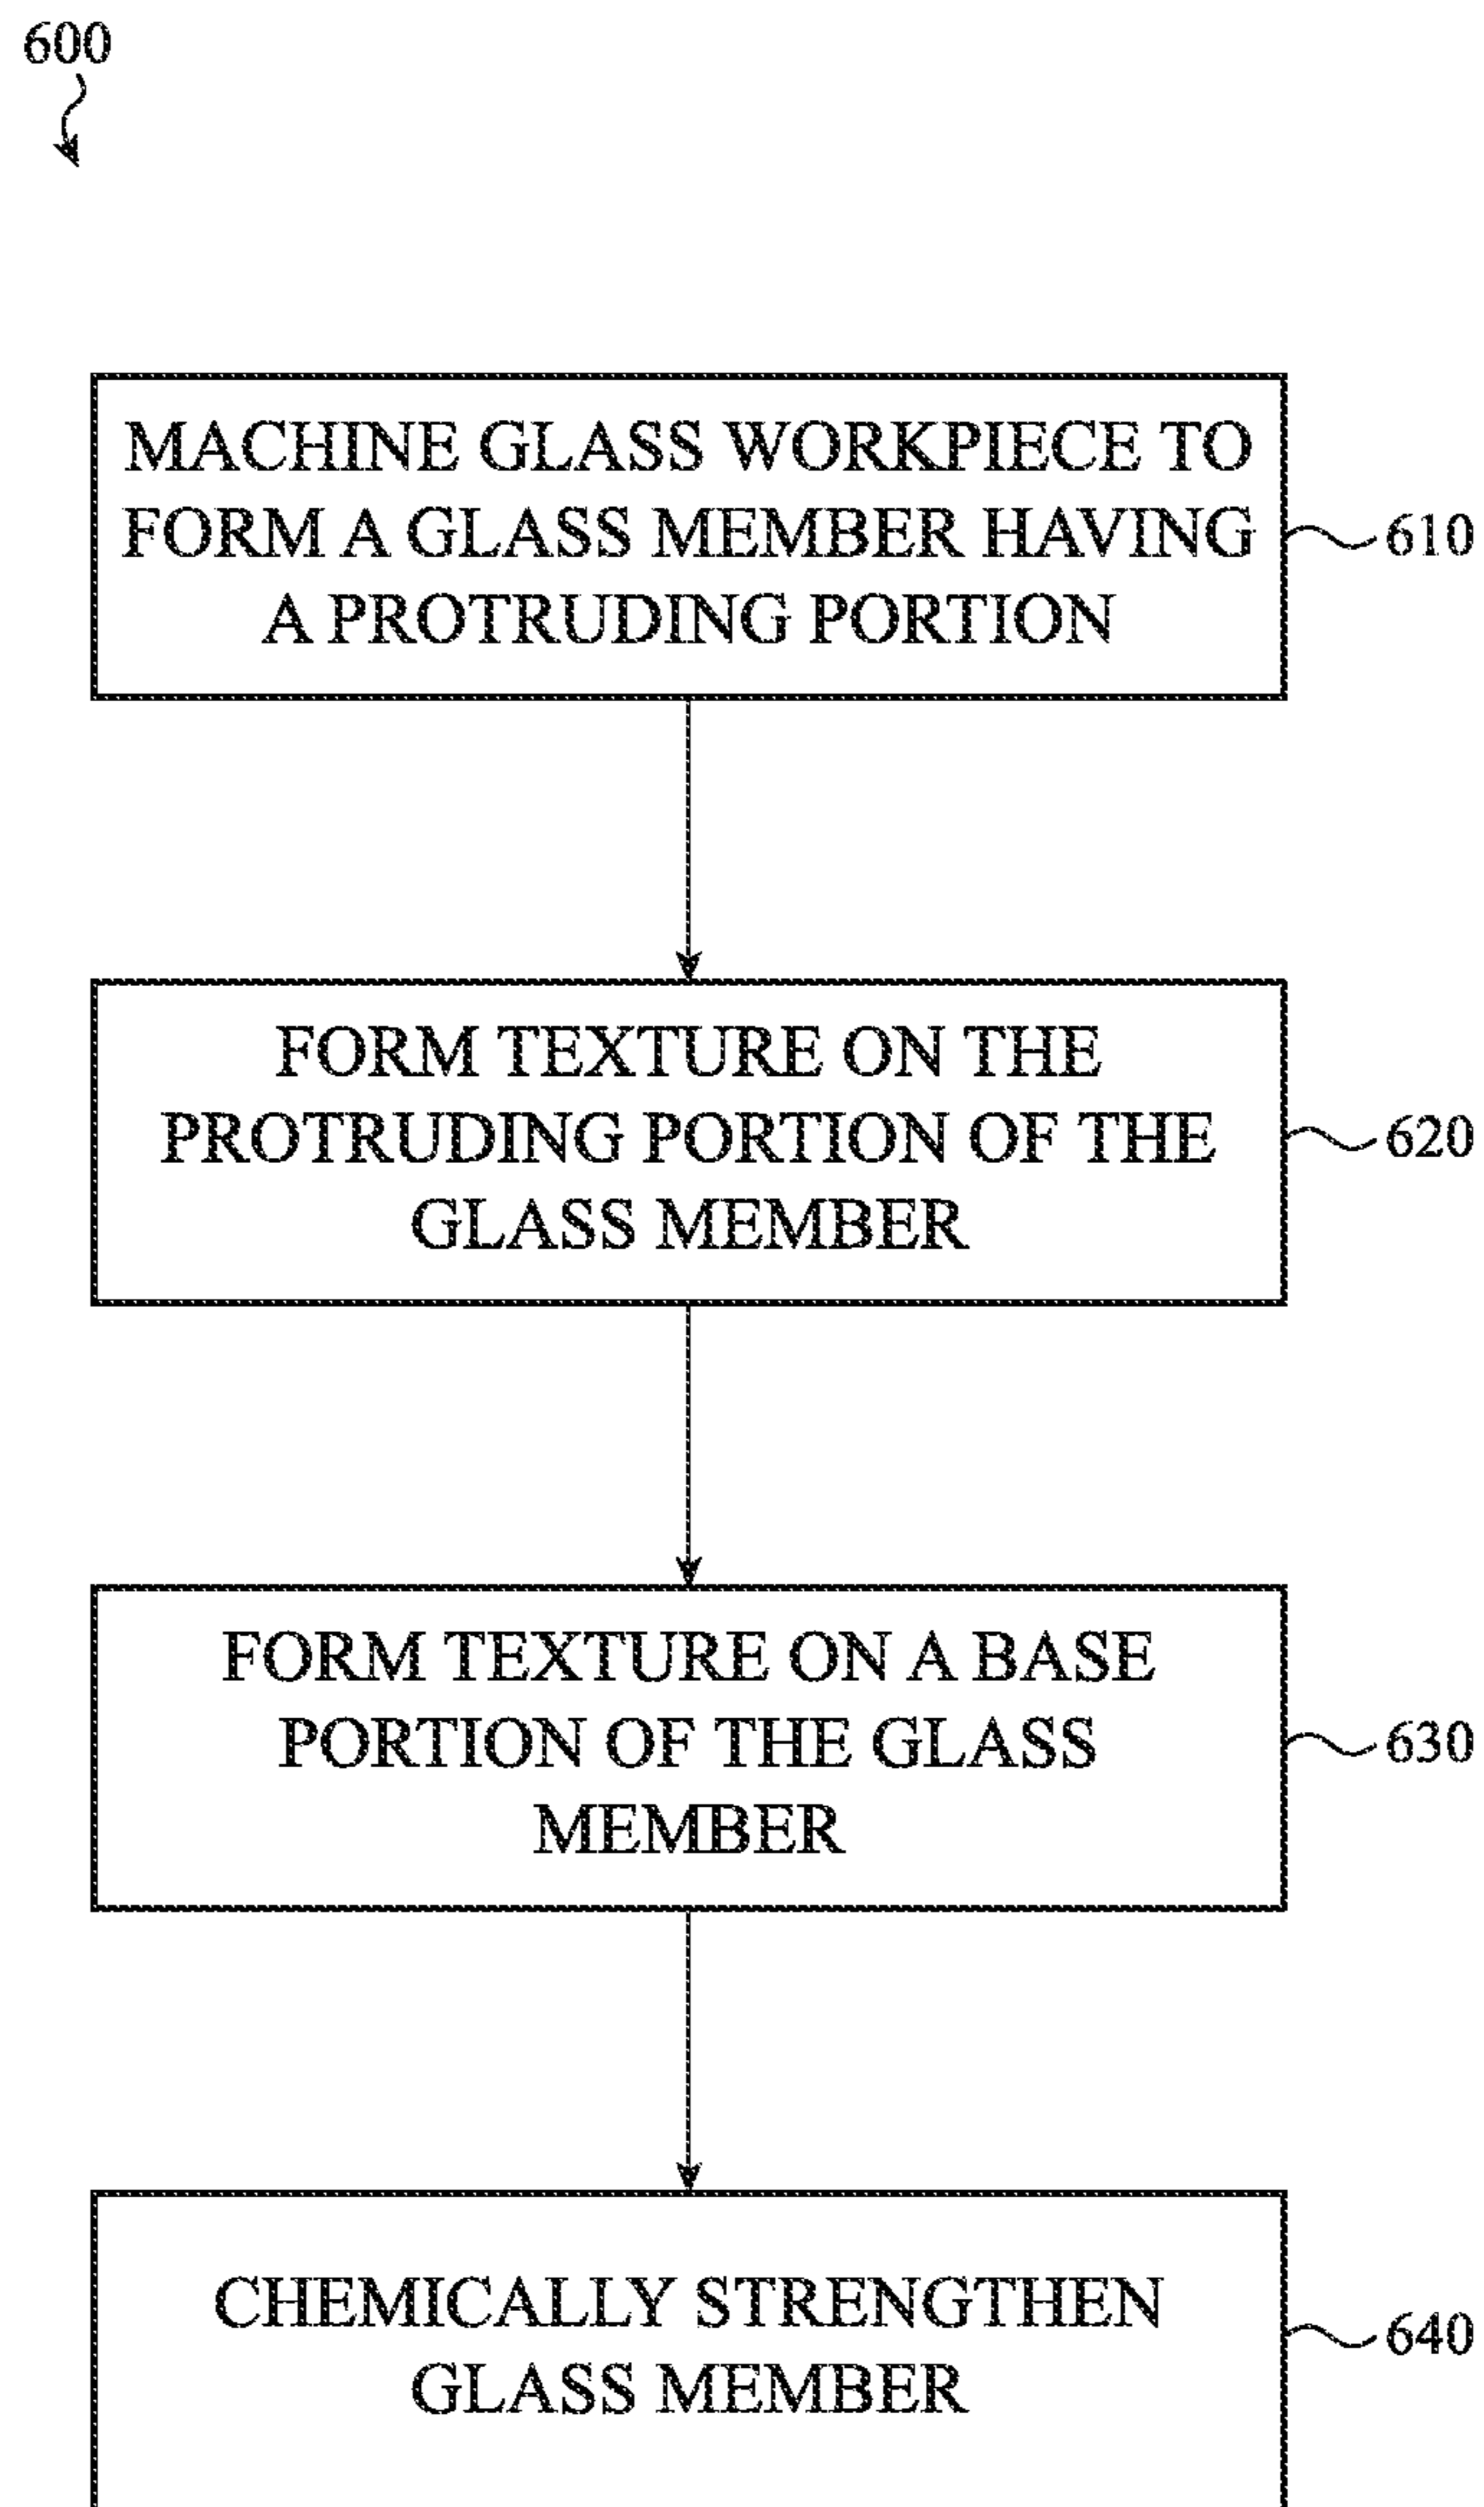 600
MACHINE GLASS WORKPIECE TO
FORM A GLASS MEMBER HAVING
A PROTRUDING PORTION
610
FORM TEXTURE ON THE
PROTRUDING PORTION OF THE
GLASS MEMBER
620
FORM TEXTURE ON A BASE
PORTION OF THE GLASS
MEMBER
630
CHEMICALLY STRENGTHEN
GLASS MEMBER
640